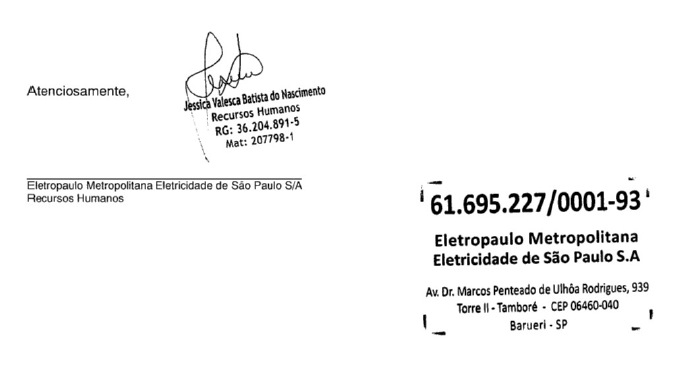 Atenciosamente,
Jessica Valesca Batista do Nascimento
Recursos Humanos
RG: 36.204.891-5
Mat: 207798-1
Eletropaulo Metropolitana Eletricidade de São Paulo S/A
Recursos Humanos
61.695.227/0001-93
Eletropaulo Metropolitana
Eletricidade de São Paulo S.A
Av. Dr. Marcos Penteado de Ulhôa Rodrigues, 939
Torre II - Tamboré - CEP 06460-040
Barueri - SP